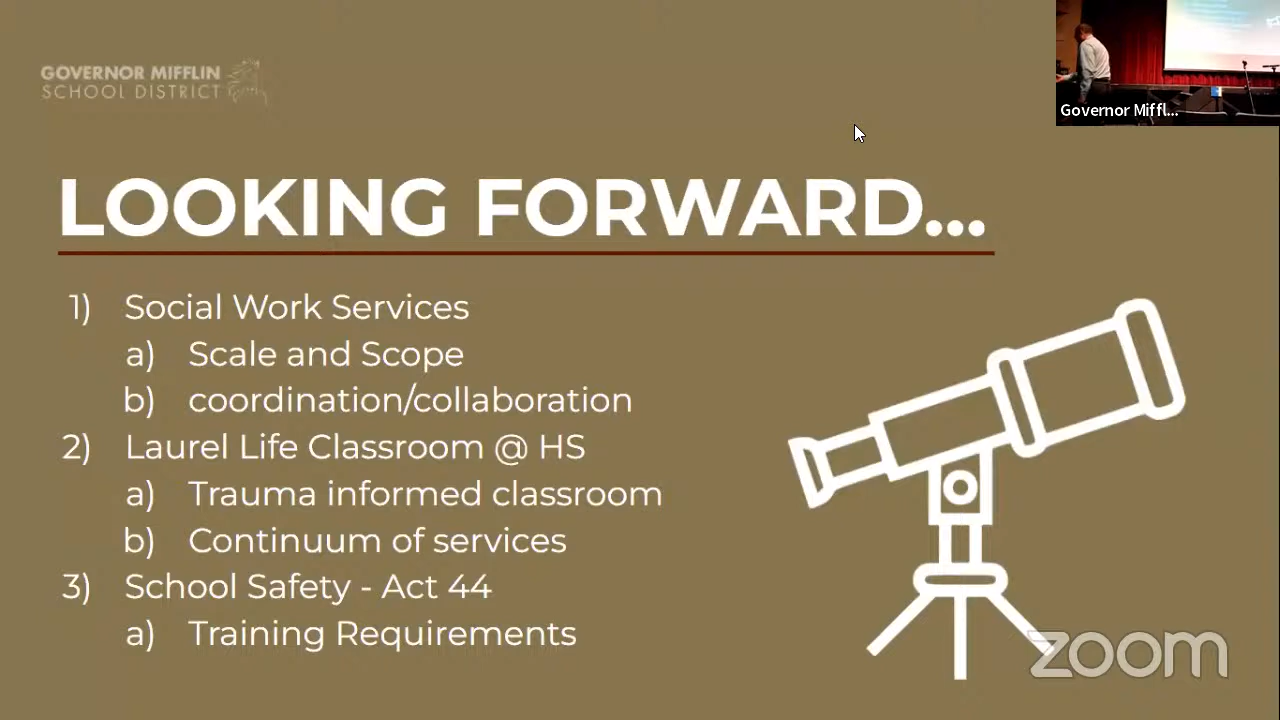 GOVERNOR MIFFLIN
SCHOOL DISTRICT
Governor Miffl...
LOOKING FORWARD...
1) Social Work Services
a) Scale and Scope
b) coordination/collaboration
2) Laurel Life Classroom @ HS
a) Trauma informed classroom
b) Continuum of services
3) School Safety - Act 44
a) Training Requirements
zoom